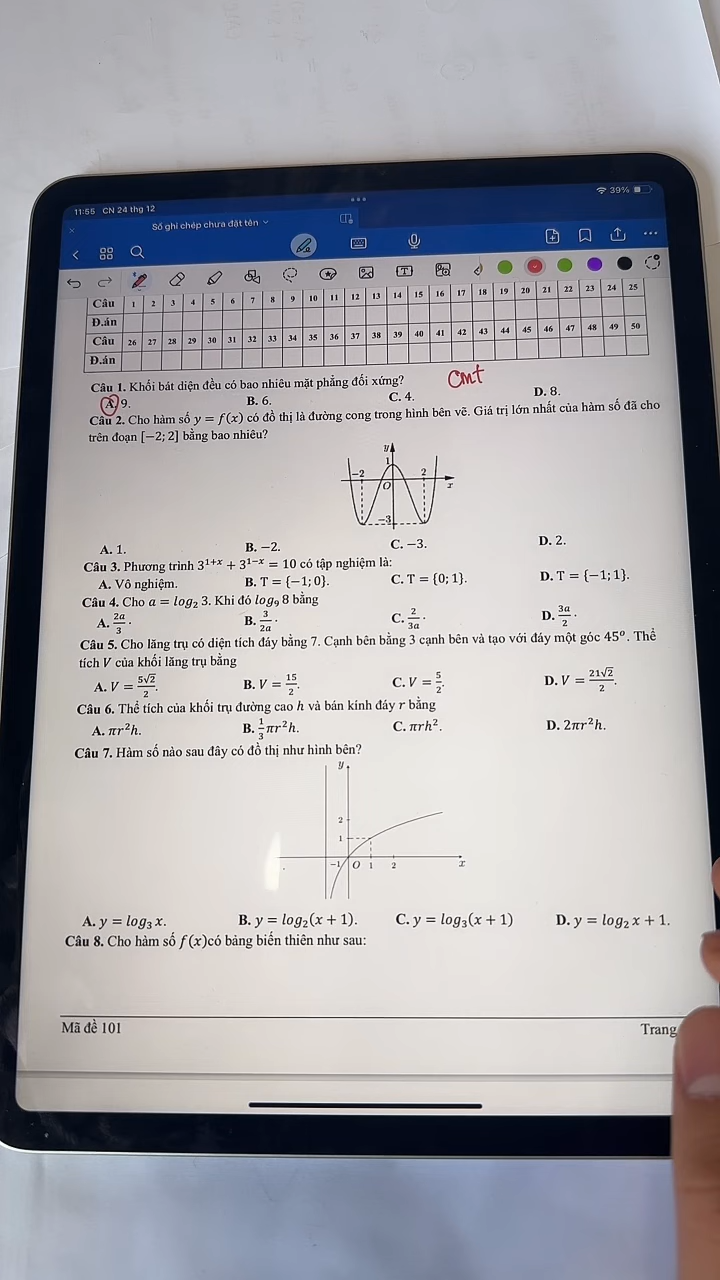 11:55 CN 24 thg 12
39%
Sổ ghi chép chưa đặt tên
Câu 1 2 3 4 5 6 7 8 9 10 11 12 13 14 15 16 17 18 19 20 21 22 23 24 25
Đ.án
Câu 26 27 28 29 30 31 32 33 34 35 36 37 38 39 40 41 42 43 44 45 46 47 48 49 50
Đ.án
Câu 1. Khối bát diện đều có bao nhiêu mặt phẳng đối xứng?
cmt
A. 9. B. 6. C. 4. D. 8.
Câu 2. Cho hàm số y = f(x) có đồ thị là đường cong trong hình bên vẽ. Giá trị lớn nhất của hàm số đã cho
trên đoạn [−2; 2] bằng bao nhiêu?
y
1
−2 2
O x
−3
A. 1. B. −2. C. −3. D. 2.
Câu 3. Phương trình 3^{1+x} + 3^{1−x} = 10 có tập nghiệm là:
A. Vô nghiệm. B. T = {−1; 0}. C. T = {0; 1}. D. T = {−1; 1}.
Câu 4. Cho a = log₂ 3. Khi đó log₉ 8 bằng
A. 2a/3. B. 3/2a. C. 2/3a. D. 3a/2.
Câu 5. Cho lăng trụ có diện tích đáy bằng 7. Cạnh bên bằng 3 cạnh bên và tạo với đáy một góc 45°. Thể
tích V của khối lăng trụ bằng
A. V = 5√2/2. B. V = 15/2. C. V = 5/2. D. V = 21√2/2.
Câu 6. Thể tích của khối trụ đường cao h và bán kính đáy r bằng
A. πr²h. B. 1/3πr²h. C. πrh². D. 2πr²h.
Câu 7. Hàm số nào sau đây có đồ thị như hình bên?
y
2
1
−1 O 1 2 x
A. y = log₃ x. B. y = log₂(x + 1). C. y = log₃(x + 1) D. y = log₂ x + 1.
Câu 8. Cho hàm số f(x)có bảng biến thiên như sau:
Mã đề 101 Trang